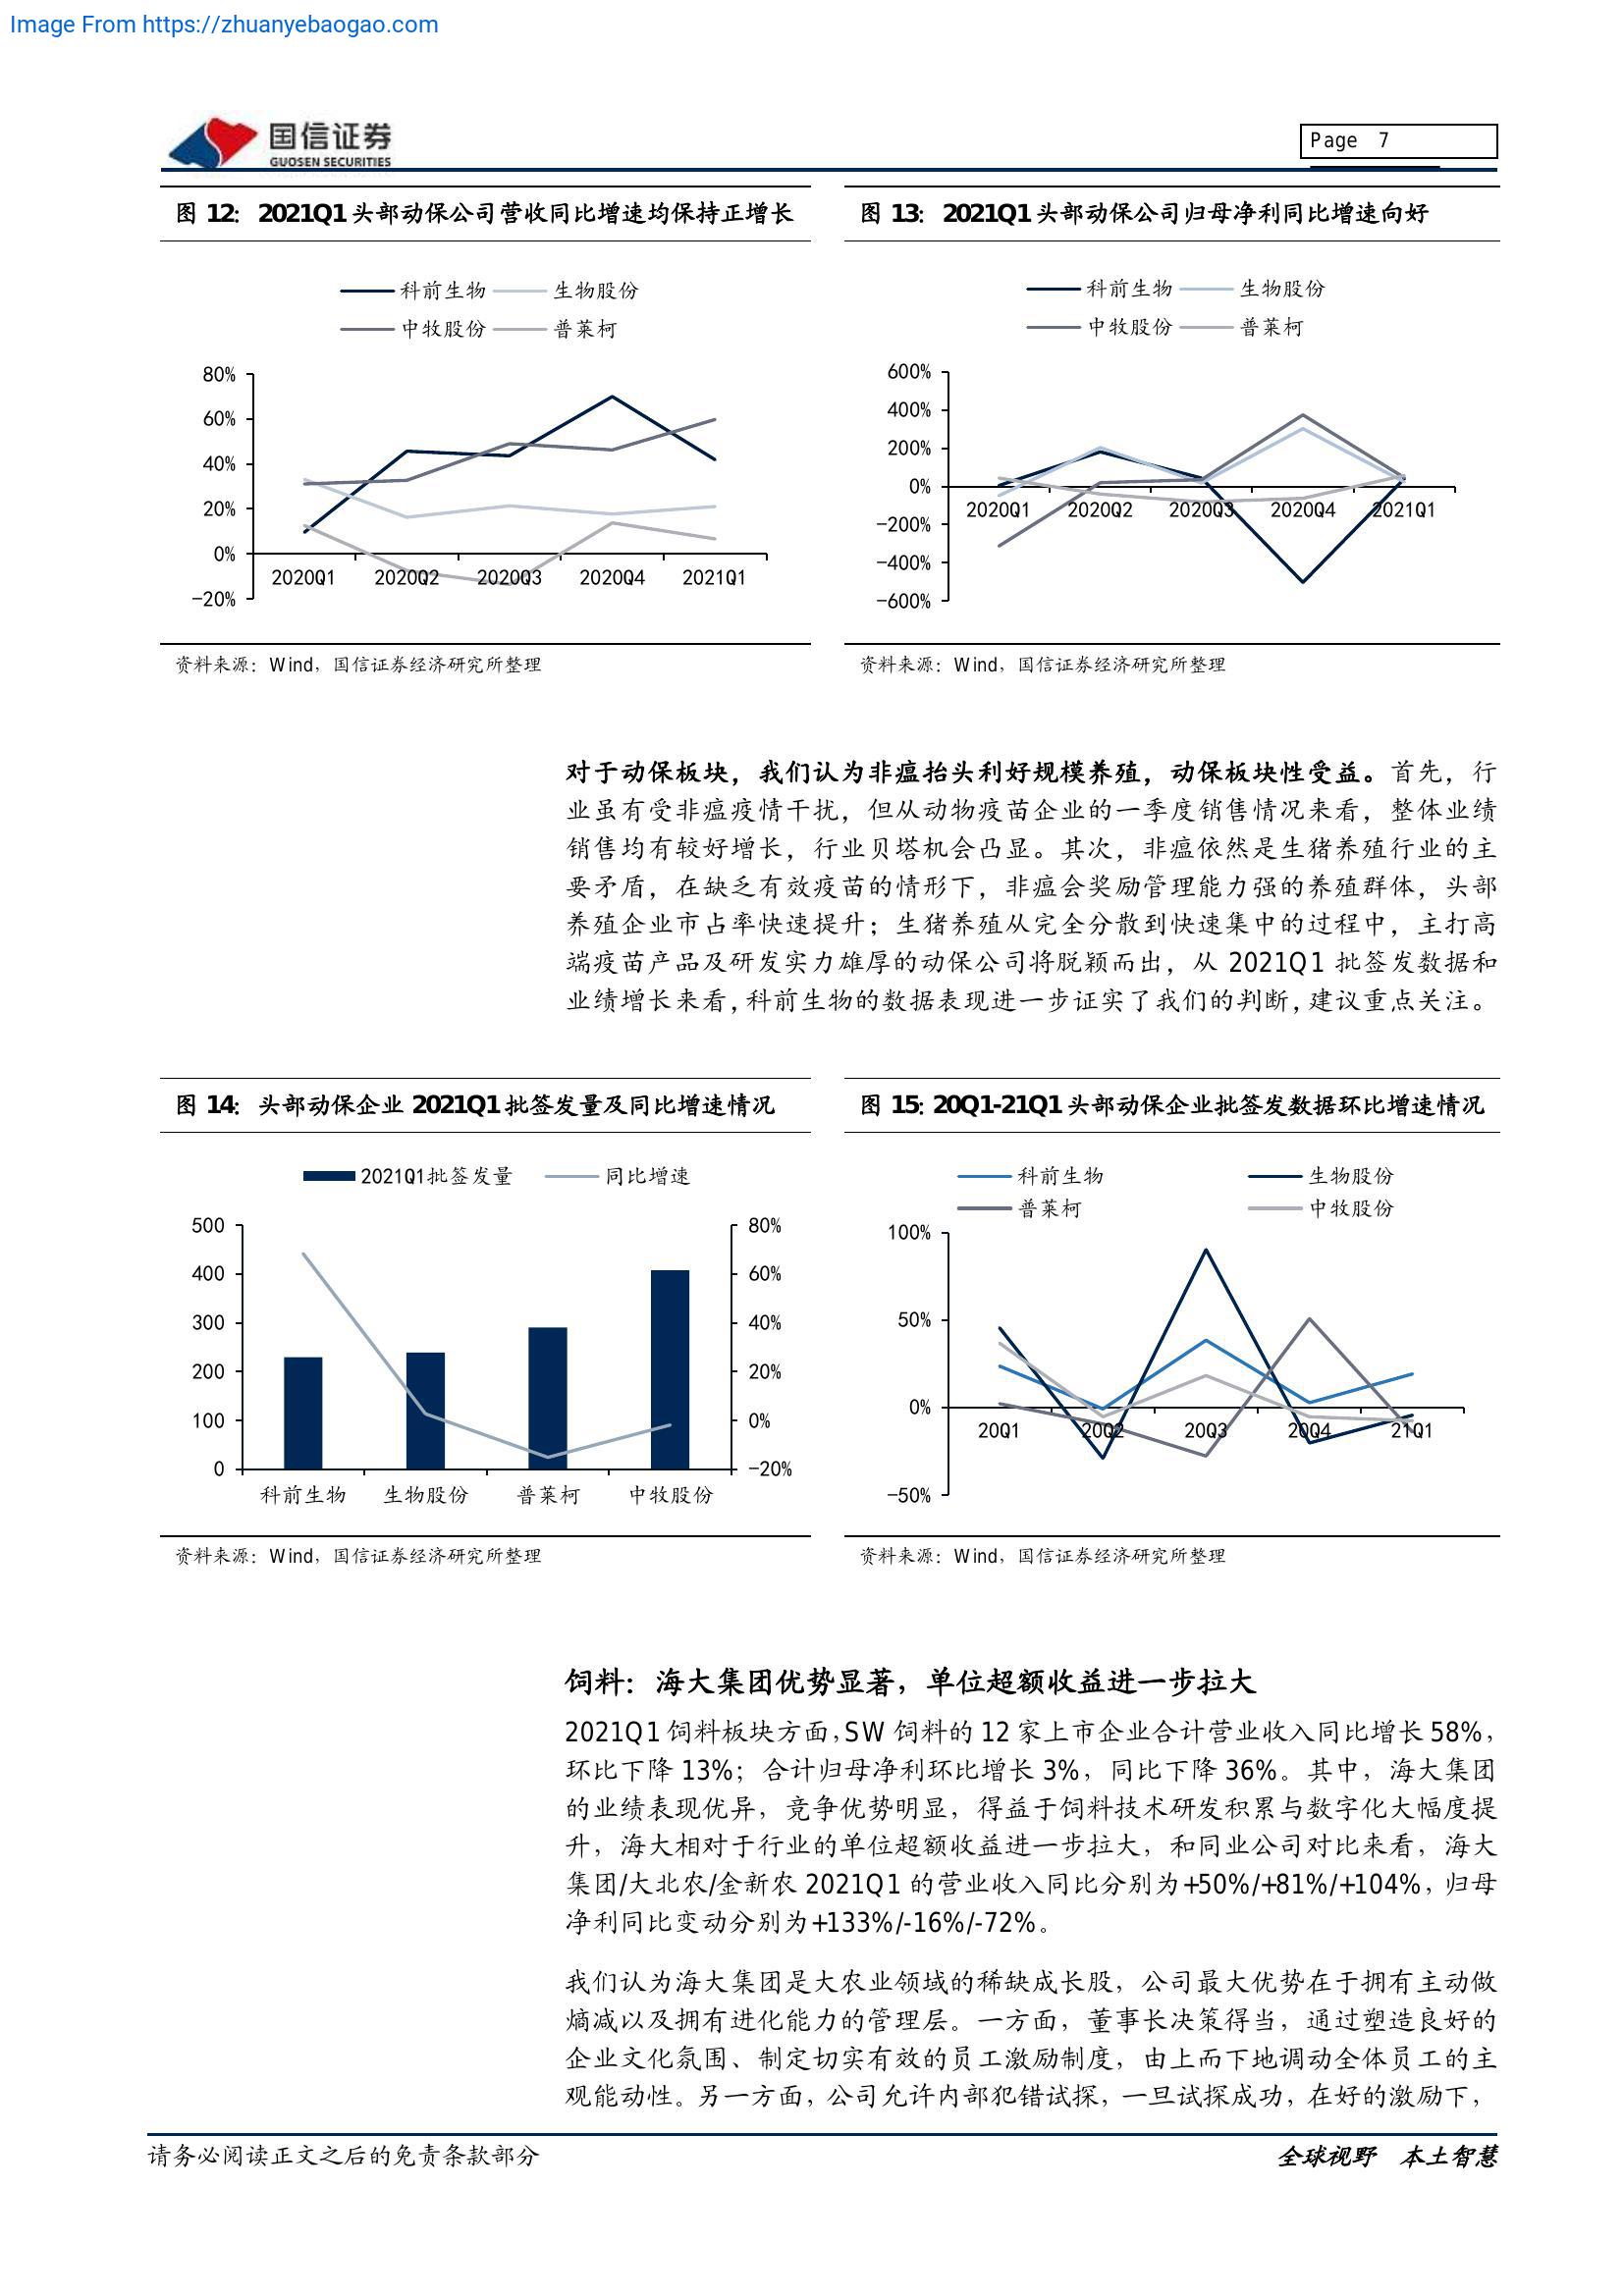 Image From https://zhuanyebaogao.com
国信证券
GUOSEN SECURITIES
Page 7
图 12: 2021Q1 头部动保公司营收同比增速均保持正增长
科前生物 生物股份
中牧股份 普莱柯
80%
60%
40%
20%
0%
-20%
2020Q1 2020Q2 2020Q3 2020Q4 2021Q1
资料来源：Wind，国信证券经济研究所整理
图 13: 2021Q1 头部动保公司归母净利同比增速向好
科前生物 生物股份
中牧股份 普莱柯
600%
400%
200%
0%
-200%
-400%
-600%
2020Q1 2020Q2 2020Q3 2020Q4 2021Q1
资料来源：Wind，国信证券经济研究所整理
对于动保板块，我们认为非瘟抬头利好规模养殖，动保板块性受益。首先，行
业虽有受非瘟疫情干扰，但从动物疫苗企业的一季度销售情况来看，整体业绩
销售均有较好增长，行业贝塔机会凸显。其次，非瘟依然是生猪养殖行业的主
要矛盾，在缺乏有效疫苗的情形下，非瘟会奖励管理能力强的养殖群体，头部
养殖企业市占率快速提升；生猪养殖从完全分散到快速集中的过程中，主打高
端疫苗产品及研发实力雄厚的动保公司将脱颖而出，从 2021Q1 批签发数据和
业绩增长来看，科前生物的数据表现进一步证实了我们的判断，建议重点关注。
图 14: 头部动保企业 2021Q1 批签发量及同比增速情况
2021Q1批签发量 同比增速
500
400
300
200
100
0
80%
60%
40%
20%
0%
-20%
科前生物 生物股份 普莱柯 中牧股份
资料来源：Wind，国信证券经济研究所整理
图 15: 20Q1-21Q1 头部动保企业批签发数据环比增速情况
科前生物 生物股份
普莱柯 中牧股份
100%
50%
0%
-50%
20Q1 20Q2 20Q3 20Q4 21Q1
资料来源：Wind，国信证券经济研究所整理
饲料：海大集团优势显著，单位超额收益进一步拉大
2021Q1 饲料板块方面，SW 饲料的 12 家上市企业合计营业收入同比增长 58%，
环比下降 13%；合计归母净利环比增长 3%，同比下降 36%。其中，海大集团
的业绩表现优异，竞争优势明显，得益于饲料技术研发积累与数字化大幅度提
升，海大相对于行业的单位超额收益进一步拉大，和同业公司对比来看，海大
集团/大北农/金新农 2021Q1 的营业收入同比分别为+50%/+81%/+104%，归母
净利同比变动分别为+133%/-16%/-72%。
我们认为海大集团是大农业领域的稀缺成长股，公司最大优势在于拥有主动做
熵减以及拥有进化能力的管理层。一方面，董事长决策得当，通过塑造良好的
企业文化氛围、制定切实有效的员工激励制度，由上而下地调动全体员工的主
观能动性。另一方面，公司允许内部犯错试探，一旦试探成功，在好的激励下，
请务必阅读正文之后的免责条款部分
全球视野 本土智慧